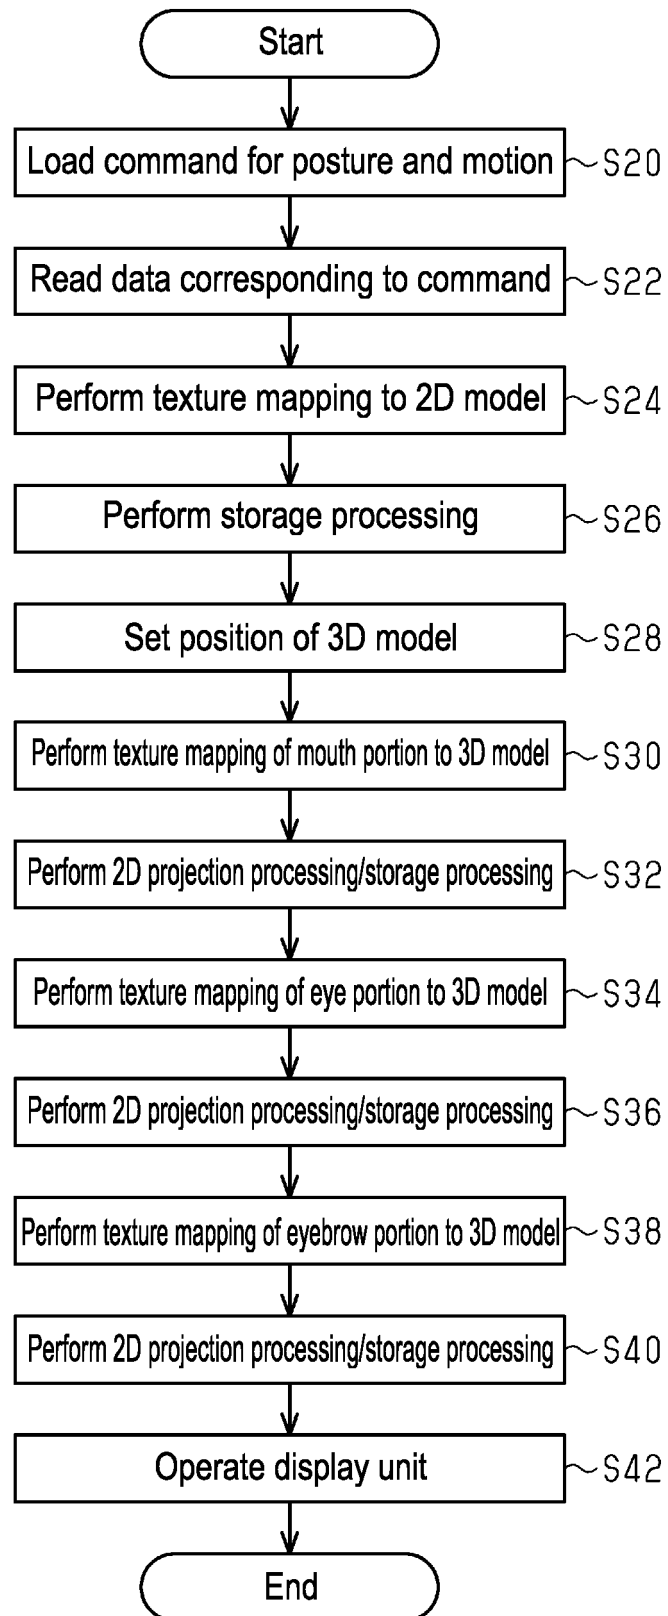 Start
Load command for posture and motion S20
Read data corresponding to command S22
Perform texture mapping to 2D model S24
Perform storage processing S26
Set position of 3D model S28
Perform texture mapping of mouth portion to 3D model S30
Perform 2D projection processing/storage processing S32
Perform texture mapping of eye portion to 3D model S34
Perform 2D projection processing/storage processing S36
Perform texture mapping of eyebrow portion to 3D model S38
Perform 2D projection processing/storage processing S40
Operate display unit S42
End